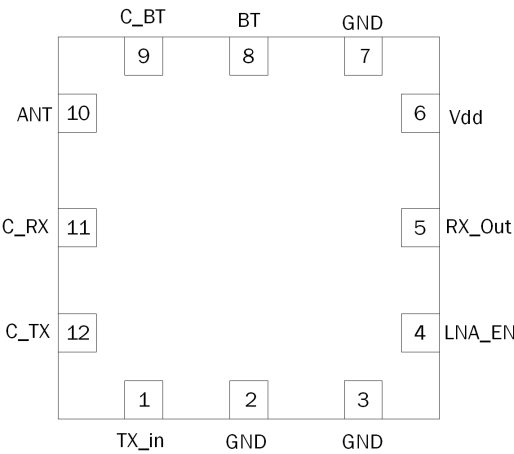 C_BT BT GND
9 8 7
ANT 10 6 Vdd
C_RX 11 5 RX_Out
C_TX 12 4 LNA_EN
1 2 3
TX_in GND GND